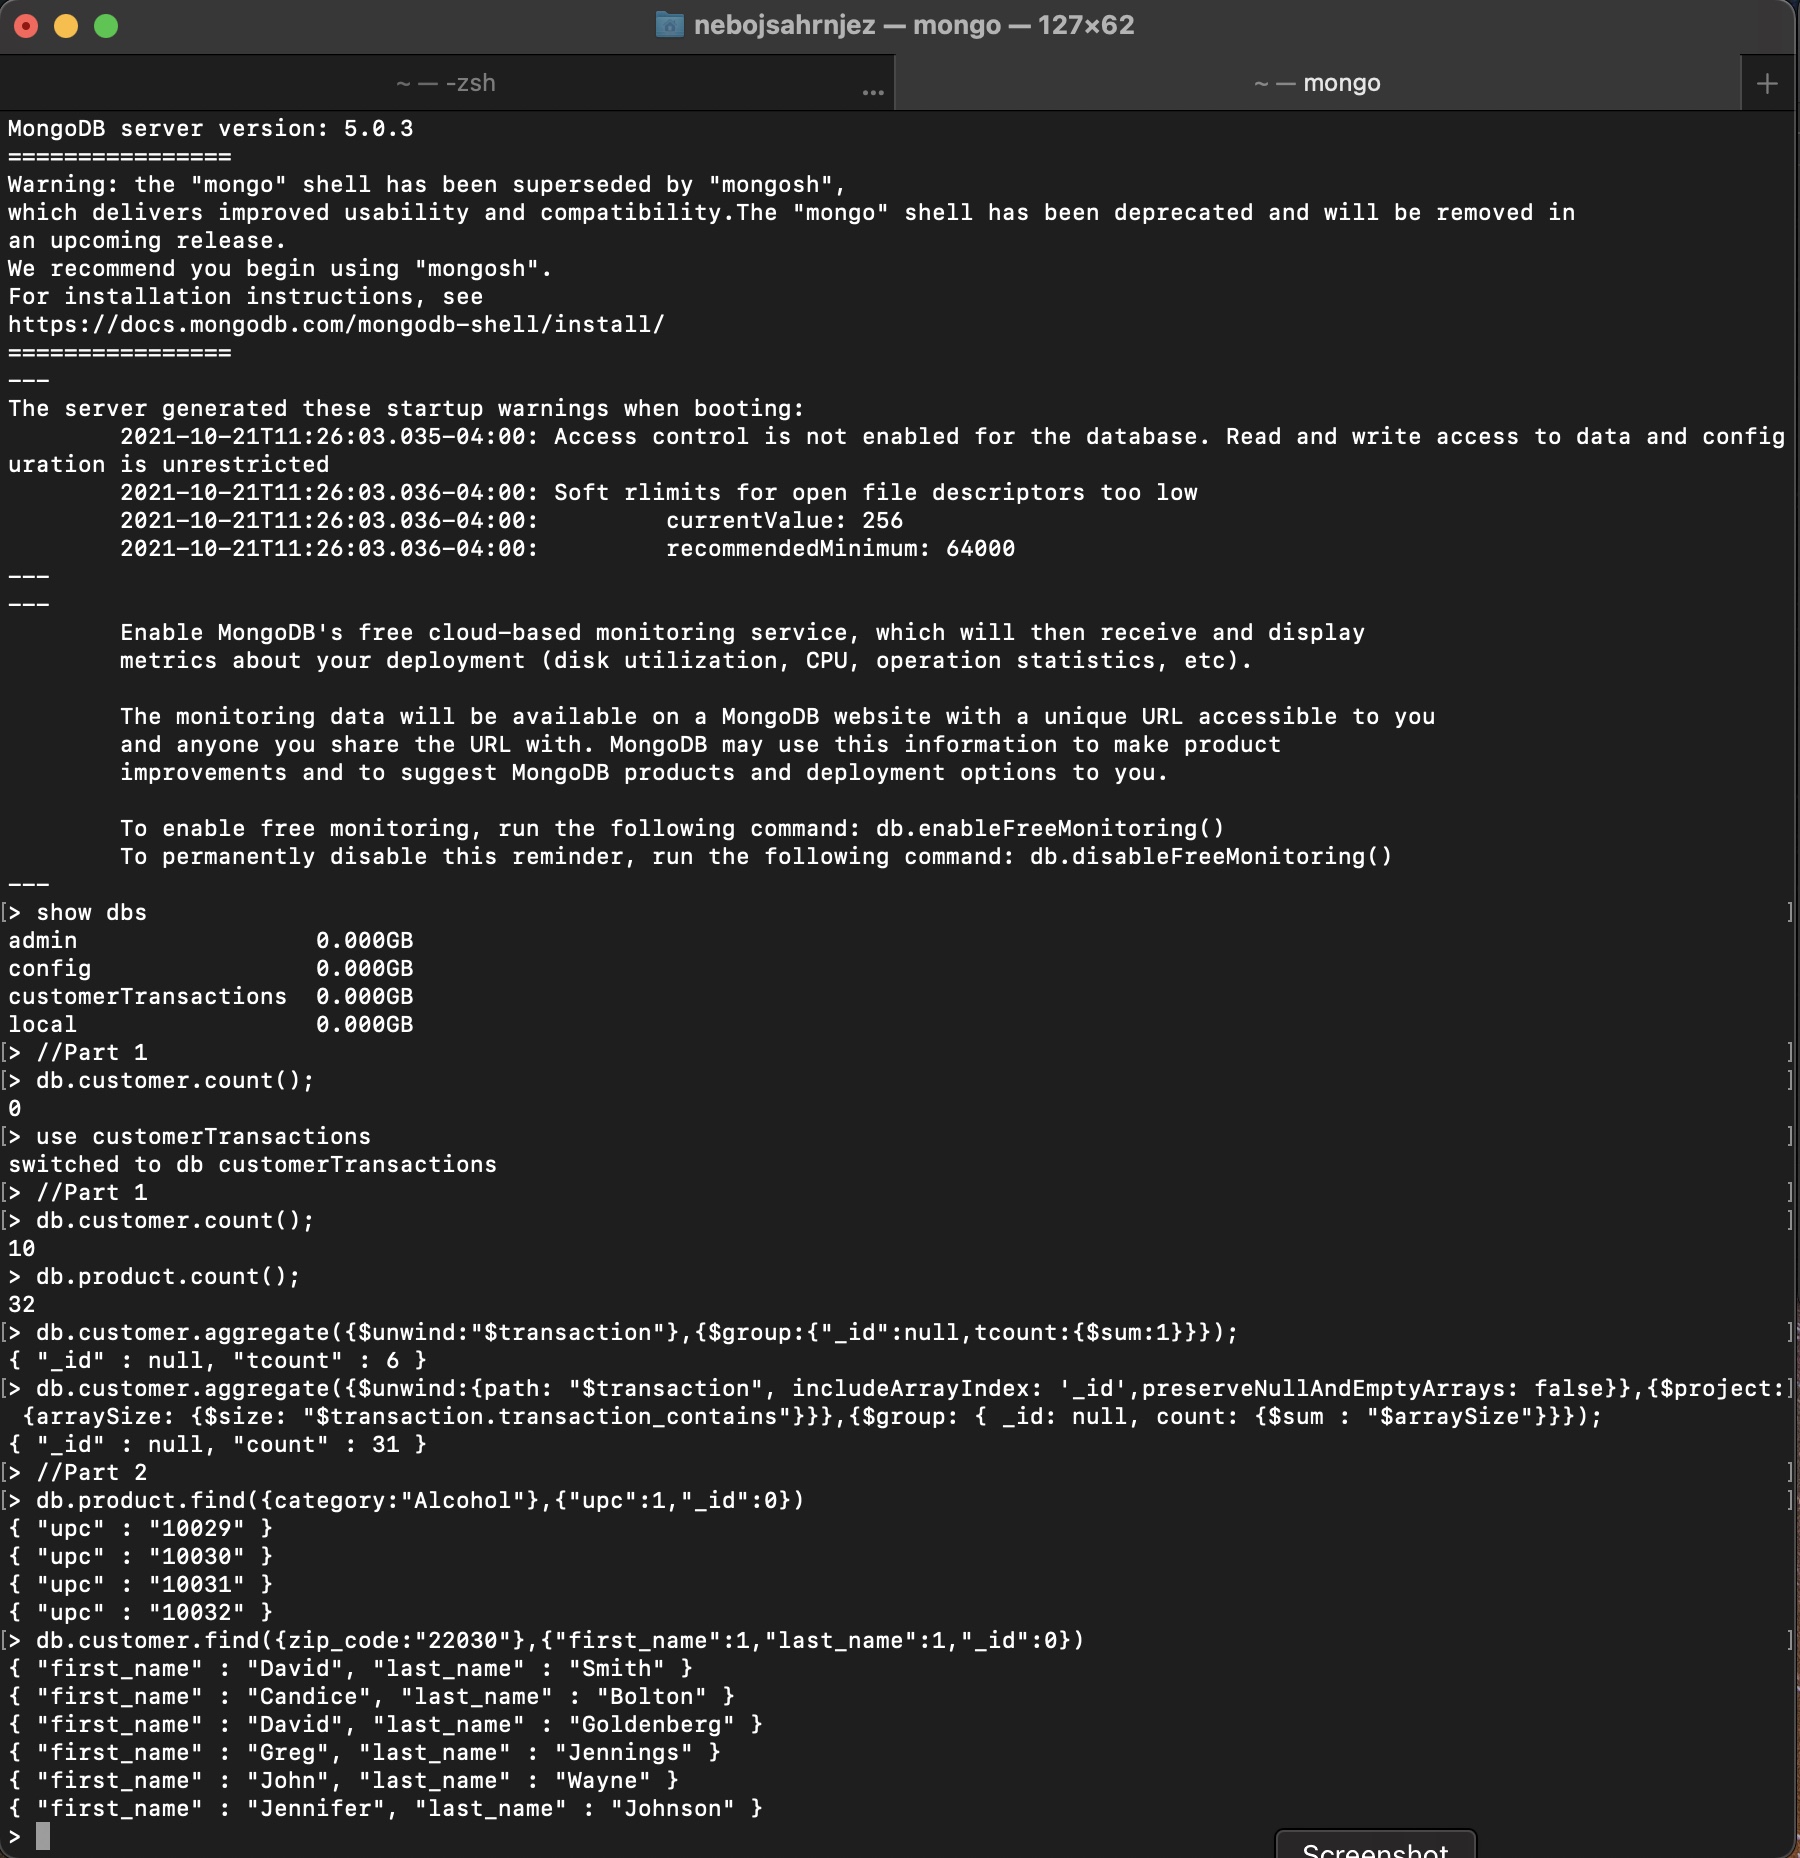 nebojsahrnjez — mongo — 127×62
~ — -zsh ... ~ — mongo +
MongoDB server version: 5.0.3
================
Warning: the "mongo" shell has been superseded by "mongosh",
which delivers improved usability and compatibility.The "mongo" shell has been deprecated and will be removed in
an upcoming release.
We recommend you begin using "mongosh".
For installation instructions, see
https://docs.mongodb.com/mongodb-shell/install/
================
---
The server generated these startup warnings when booting:
        2021-10-21T11:26:03.035-04:00: Access control is not enabled for the database. Read and write access to data and config
uration is unrestricted
        2021-10-21T11:26:03.036-04:00: Soft rlimits for open file descriptors too low
        2021-10-21T11:26:03.036-04:00:         currentValue: 256
        2021-10-21T11:26:03.036-04:00:         recommendedMinimum: 64000
---
---
        Enable MongoDB's free cloud-based monitoring service, which will then receive and display
        metrics about your deployment (disk utilization, CPU, operation statistics, etc).
        The monitoring data will be available on a MongoDB website with a unique URL accessible to you
        and anyone you share the URL with. MongoDB may use this information to make product
        improvements and to suggest MongoDB products and deployment options to you.
        To enable free monitoring, run the following command: db.enableFreeMonitoring()
        To permanently disable this reminder, run the following command: db.disableFreeMonitoring()
---
[> show dbs ]
admin                 0.000GB
config                0.000GB
customerTransactions  0.000GB
local                 0.000GB
[> //Part 1 ]
[> db.customer.count(); ]
0
[> use customerTransactions ]
switched to db customerTransactions
[> //Part 1 ]
[> db.customer.count(); ]
10
> db.product.count();
32
[> db.customer.aggregate({$unwind:"$transaction"},{$group:{"_id":null,tcount:{$sum:1}}}); ]
{ "_id" : null, "tcount" : 6 }
[> db.customer.aggregate({$unwind:{path: "$transaction", includeArrayIndex: '_id',preserveNullAndEmptyArrays: false}},{$project:]
 {arraySize: {$size: "$transaction.transaction_contains"}}},{$group: { _id: null, count: {$sum : "$arraySize"}}});
{ "_id" : null, "count" : 31 }
[> //Part 2 ]
[> db.product.find({category:"Alcohol"},{"upc":1,"_id":0}) ]
{ "upc" : "10029" }
{ "upc" : "10030" }
{ "upc" : "10031" }
{ "upc" : "10032" }
[> db.customer.find({zip_code:"22030"},{"first_name":1,"last_name":1,"_id":0}) ]
{ "first_name" : "David", "last_name" : "Smith" }
{ "first_name" : "Candice", "last_name" : "Bolton" }
{ "first_name" : "David", "last_name" : "Goldenberg" }
{ "first_name" : "Greg", "last_name" : "Jennings" }
{ "first_name" : "John", "last_name" : "Wayne" }
{ "first_name" : "Jennifer", "last_name" : "Johnson" }
>
Screenshot